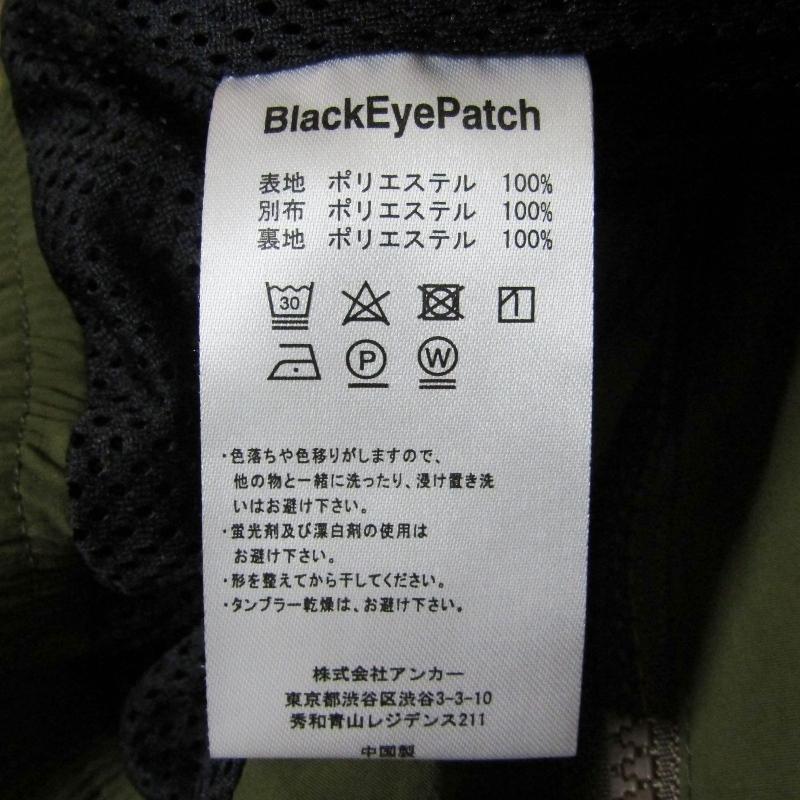 BlackEyePatch
表地 ポリエステル 100%
別布 ポリエステル 100%
裏地 ポリエステル 100%
30
P W
・色落ちや色移りがしますので、
他の物と一緒に洗ったり、浸け置き洗
いはお避け下さい。
・蛍光剤及び漂白剤の使用は
お避け下さい。
・形を整えてから干してください。
・タンブラー乾燥は、お避け下さい。
株式会社アンカー
東京都渋谷区渋谷3-3-10
秀和青山レジデンス211
中国製